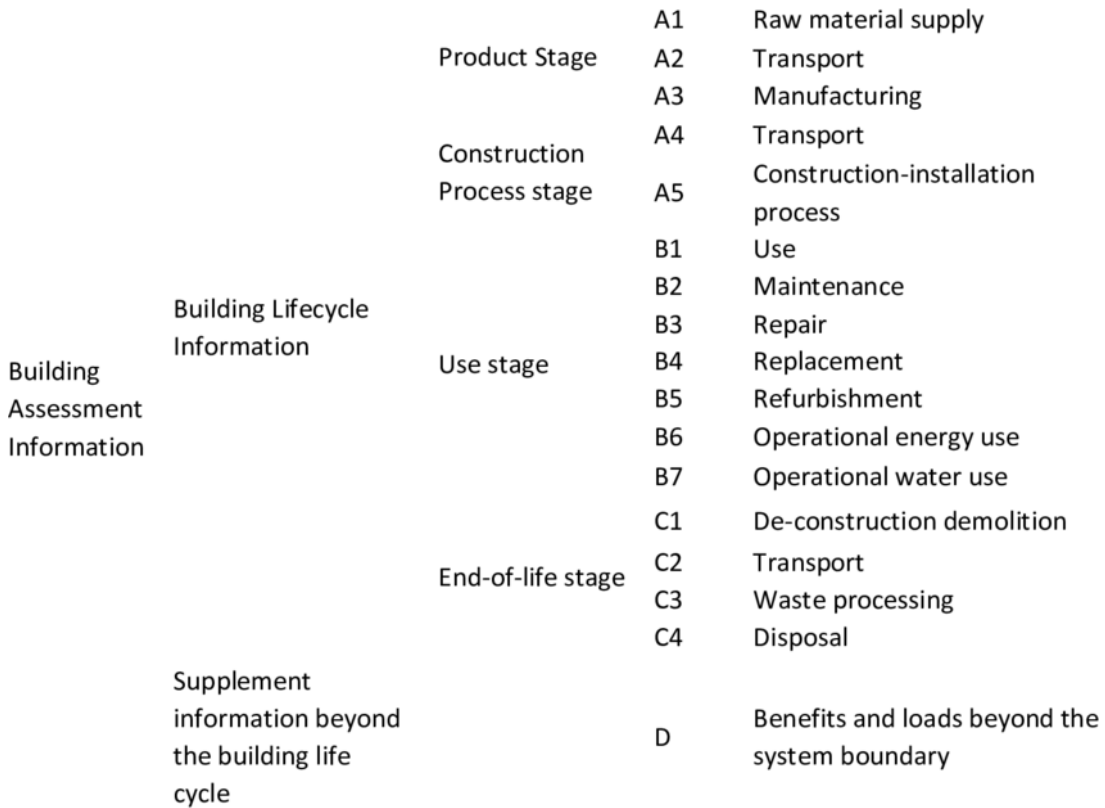 A1 Raw material supply
Product Stage A2 Transport
A3 Manufacturing
A4 Transport
Construction
Process stage A5 Construction-installation
process
B1 Use
B2 Maintenance
Building Lifecycle
Information
B3 Repair
Building
Assessment
Information
Use stage B4 Replacement
B5 Refurbishment
B6 Operational energy use
B7 Operational water use
C1 De-construction demolition
End-of-life stage C2 Transport
C3 Waste processing
C4 Disposal
Supplement
information beyond
the building life
cycle
D Benefits and loads beyond the
system boundary